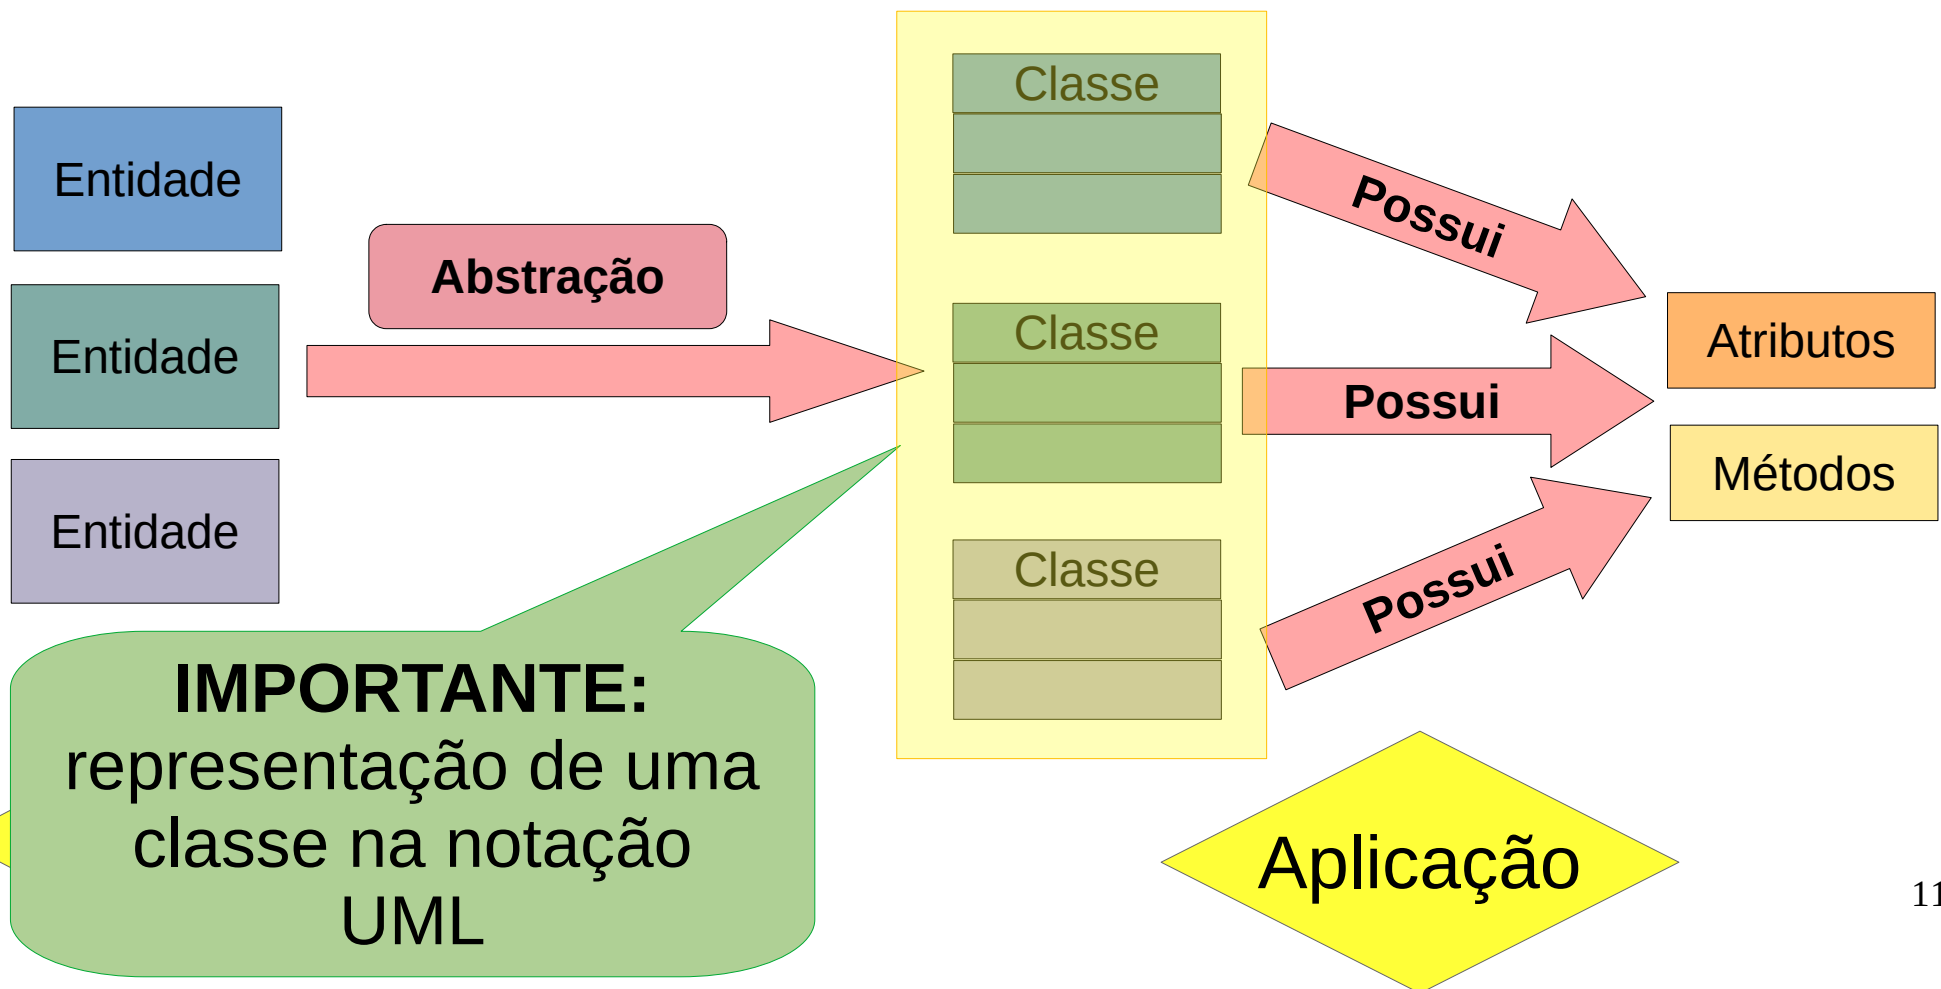 Entidade
Entidade
Entidade
Abstração
Classe
Classe
Classe
Possui
Possui
Possui
Atributos
Métodos
IMPORTANTE:
representação de uma
classe na notação
UML
Aplicação
11